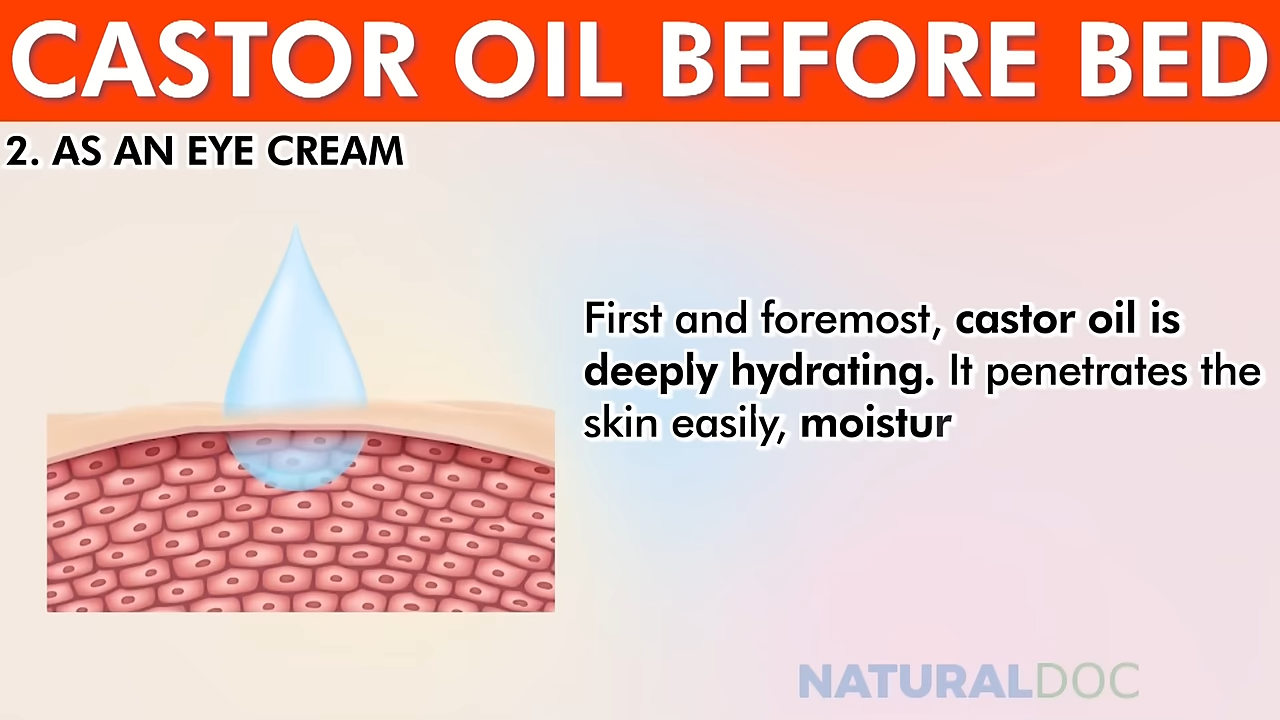 CASTOR OIL BEFORE BED
2. AS AN EYE CREAM
First and foremost, castor oil is
deeply hydrating. It penetrates the
skin easily, moistur
NATURALDOC